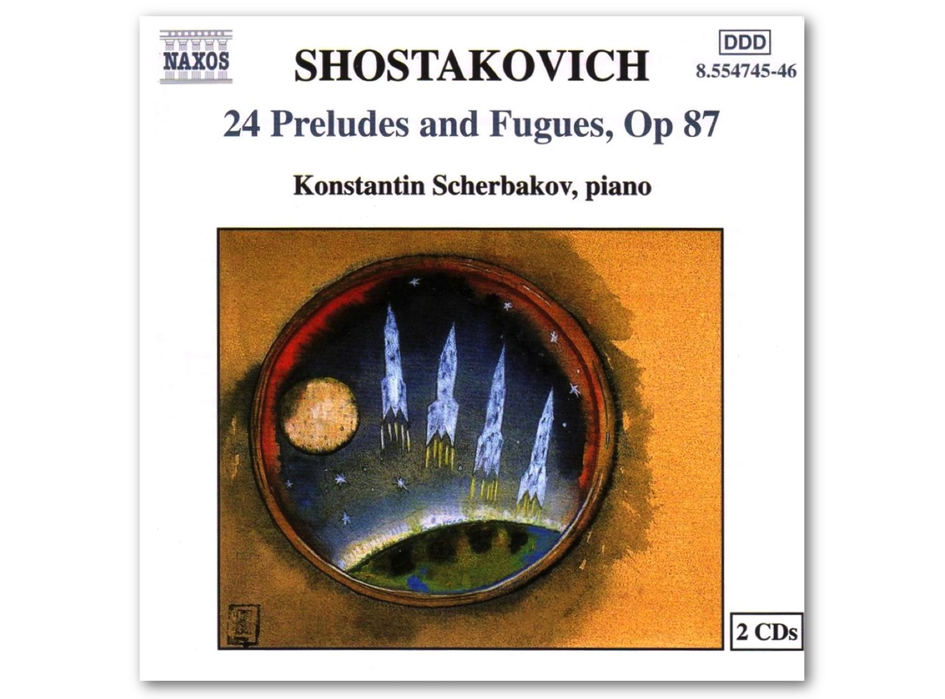 NAXOS
DDD
8.554745-46
SHOSTAKOVICH
24 Preludes and Fugues, Op 87
Konstantin Scherbakov, piano
2 CDs